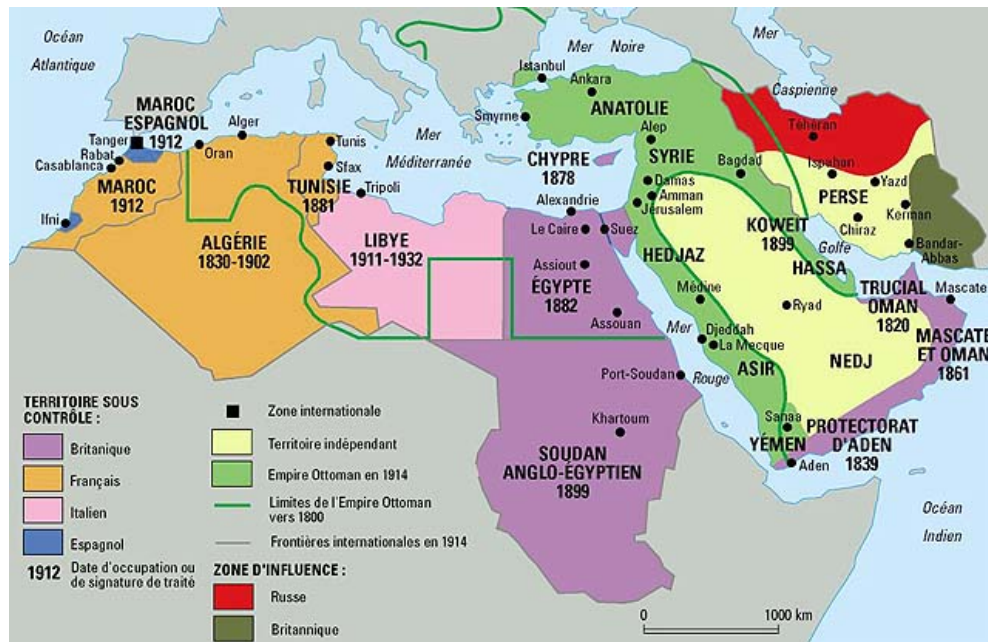 Océan
Atlantique
Mer Noire
Mer
Caspienne
Istanbul
Ankara
ANATOLIE
Smyrne
MAROC
ESPAGNOL
1912
Tanger
Rabat
Casablanca
Alger
Oran
Tunis
Sfax
Mer
Méditerranée
CHYPRE
1878
Alep
SYRIE
Bagdad
Téhéran
Ispahan
Yazd
PERSE
Kerman
Chiraz
Bandar-
Abbas
MAROC
1912
Ifni
TUNISIE
1881
Tripoli
Alexandrie
Damas
Amman
Jérusalem
KOWEIT
1899
Golfe
ALGÉRIE
1830-1902
LIBYE
1911-1932
Le Caire
Suez
HEDJAZ
HASSA
Assiout
ÉGYPTE
1882
Médine
Ryad
TRUCIAL
OMAN
1820
Mascate
Assouan
Mer
Rouge
Djeddah
La Mecque
ASIR
NEDJ
MASCATE
ET OMAN
1861
Port-Soudan
Khartoum
SOUDAN
ANGLO-ÉGYPTIEN
1899
Sanaa
YÉMEN
Aden
PROTECTORAT
D'ADEN
1839
Océan
Indien
TERRITOIRE SOUS
CONTRÔLE :
Britanique
Français
Italien
Espagnol
1912 Date d'occupation ou
de signature de traité
Zone internationale
Territoire indépendant
Empire Ottoman en 1914
Limites de l'Empire Ottoman
vers 1800
Frontières internationales en 1914
ZONE D'INFLUENCE :
Russe
Britannique
0 1000 km